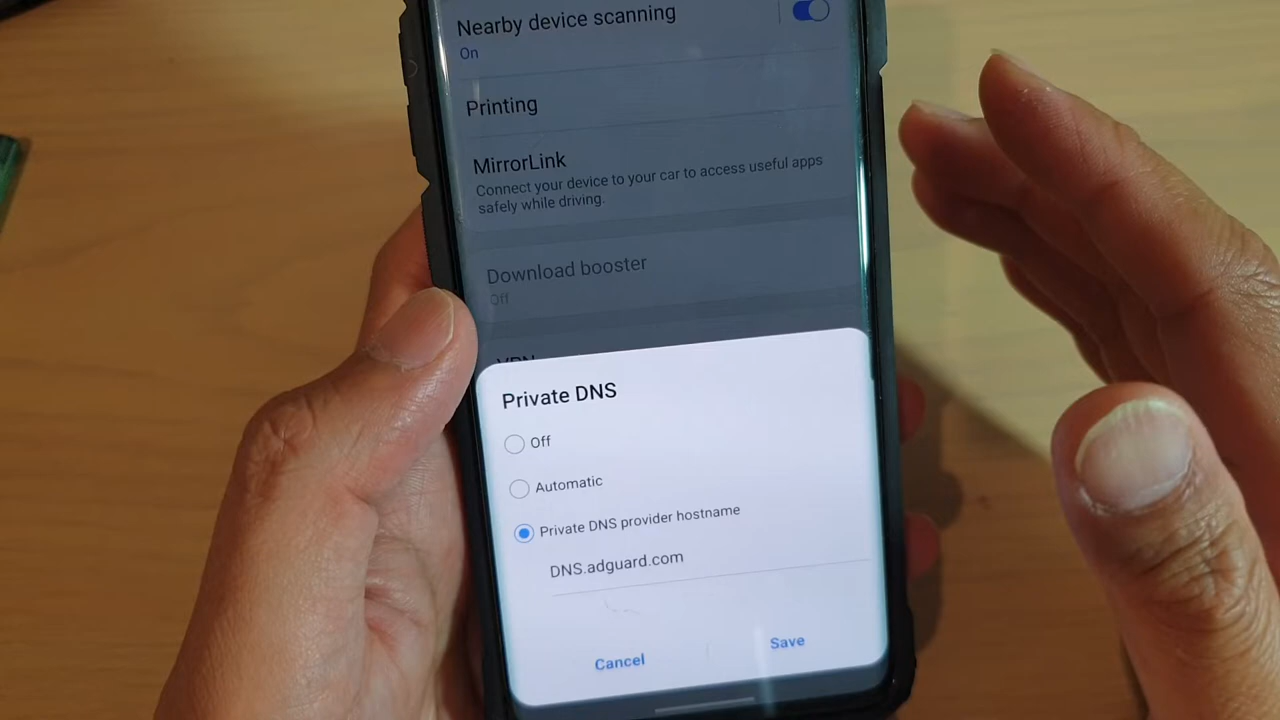 Nearby device scanning
On
Printing
MirrorLink
Connect your device to your car to access useful apps
safely while driving.
Download booster
Off
VPN
Private DNS
Off
Automatic
Private DNS provider hostname
DNS.adguard.com
Cancel
Save